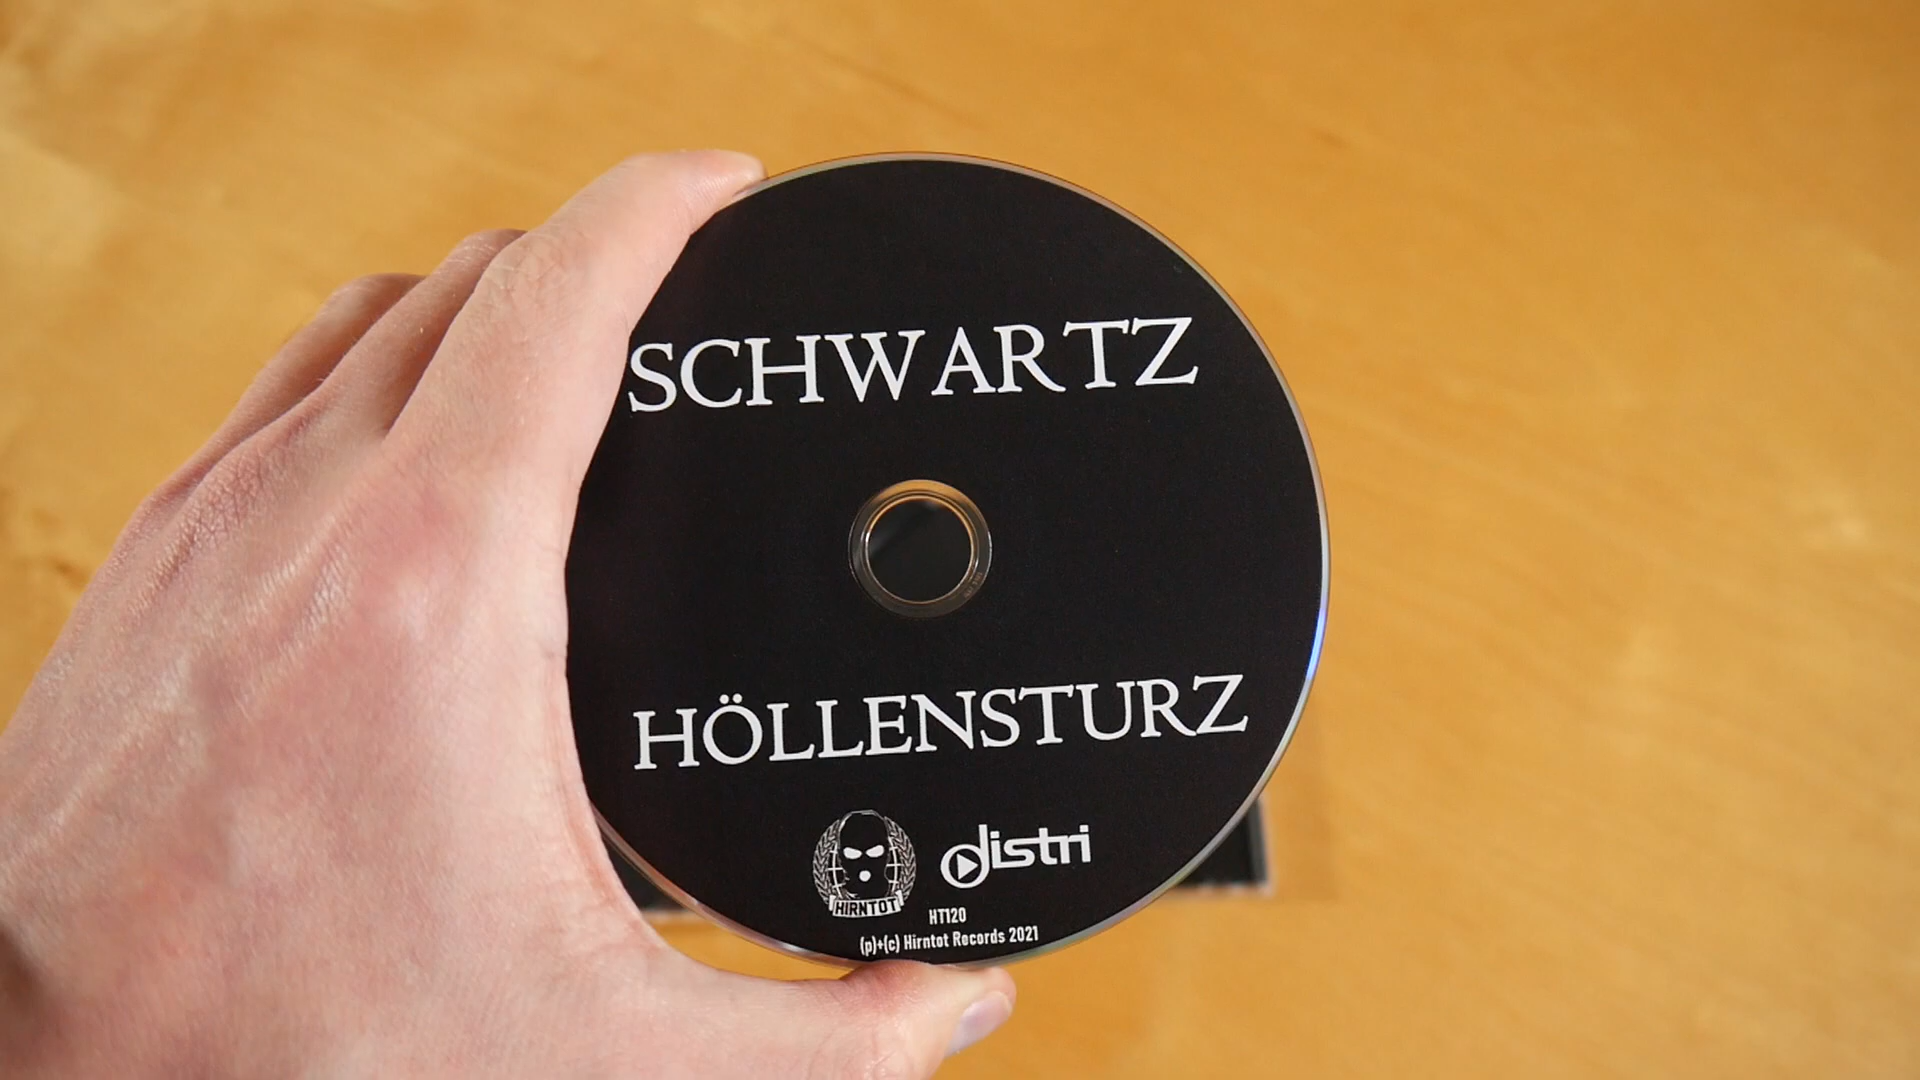 SCHWARTZ
HÖLLENSTURZ
distri
HIRNTOT
HT120
(p)+(c) Hirntot Records 2021